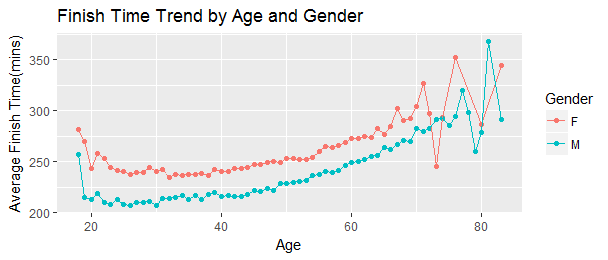 Finish Time Trend by Age and Gender
Average Finish Time(mins)
350
300
250
200
20
40
60
80
Age
Gender
F
M